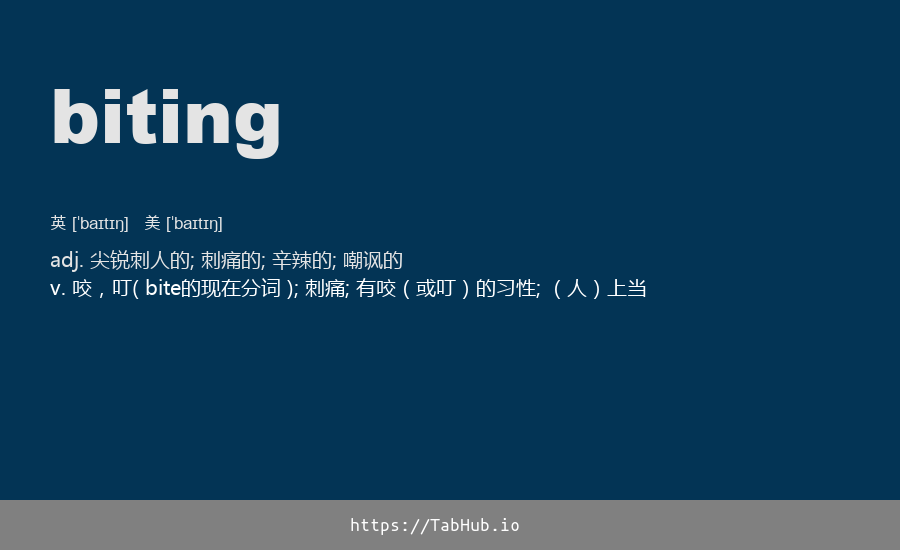 biting
英 ['baɪtɪŋ] 美 ['baɪtɪŋ]
adj. 尖锐刺人的; 刺痛的; 辛辣的; 嘲讽的
v. 咬，叮( bite的现在分词 ); 刺痛; 有咬（或叮）的习性; （人）上当
https://TabHub.io